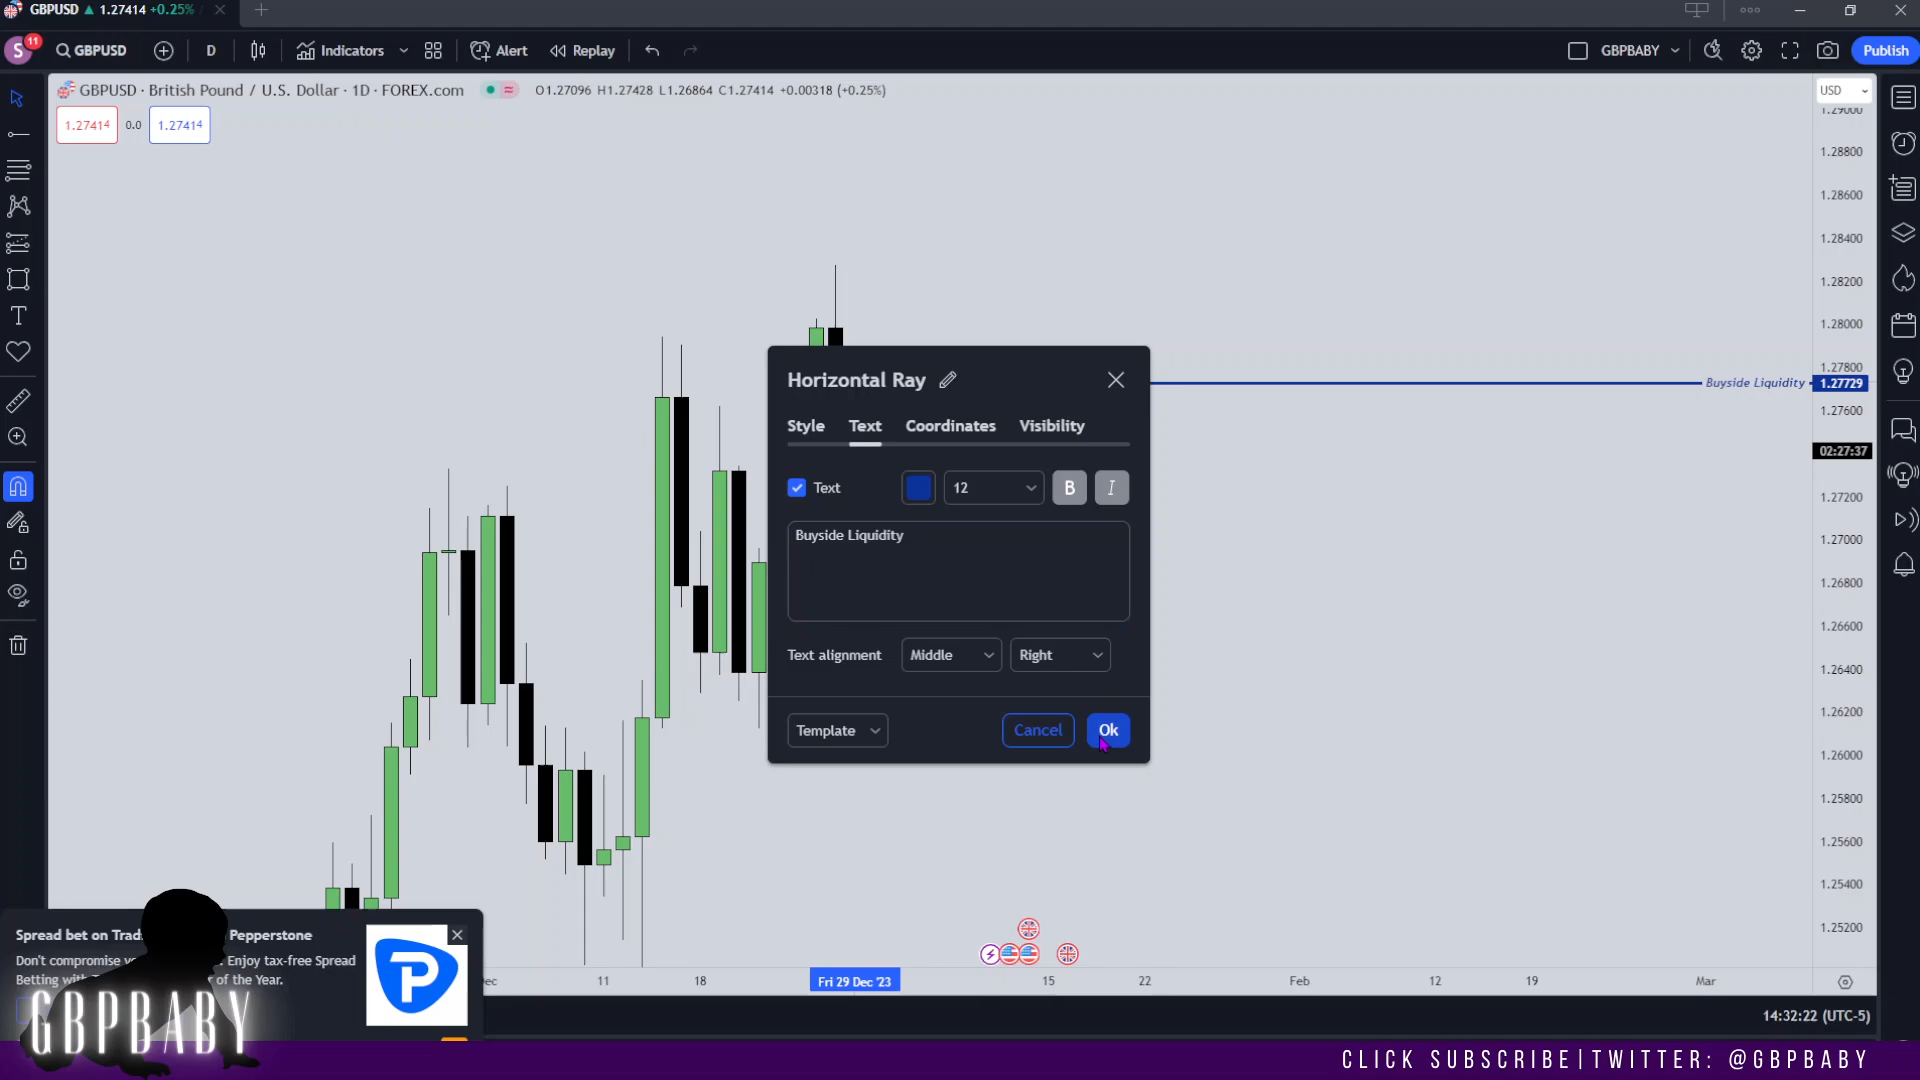 GBPUSD ▲ 1.27414 +0.25%
S 11 GBPUSD D Indicators Alert Replay GBPBABY Publish
GBPUSD · British Pound / U.S. Dollar · 1D · FOREX.com O1.27096 H1.27428 L1.26864 C1.27414 +0.00318 (+0.25%)
USD
1.27414 0.0 1.27414
1.29000
1.28800
1.28600
1.28400
1.28200
1.28000
1.27800
Buyside Liquidity 1.27729
1.27600
02:27:37
1.27200
1.27000
1.26800
1.26600
1.26400
1.26200
1.26000
1.25800
1.25600
1.25400
1.25200
Horizontal Ray
Style Text Coordinates Visibility
Text 12 B I
Buyside Liquidity
Text alignment Middle Right
Template Cancel Ok
Spread bet on Trad Pepperstone
Don't compromise Enjoy tax-free Spread
Betting with of the Year.
P
11 18 Fri 29 Dec '23 15 22 Feb 12 19 Mar
14:32:22 (UTC-5)
GBPBABY
CLICK SUBSCRIBE|TWITTER: @GBPBABY